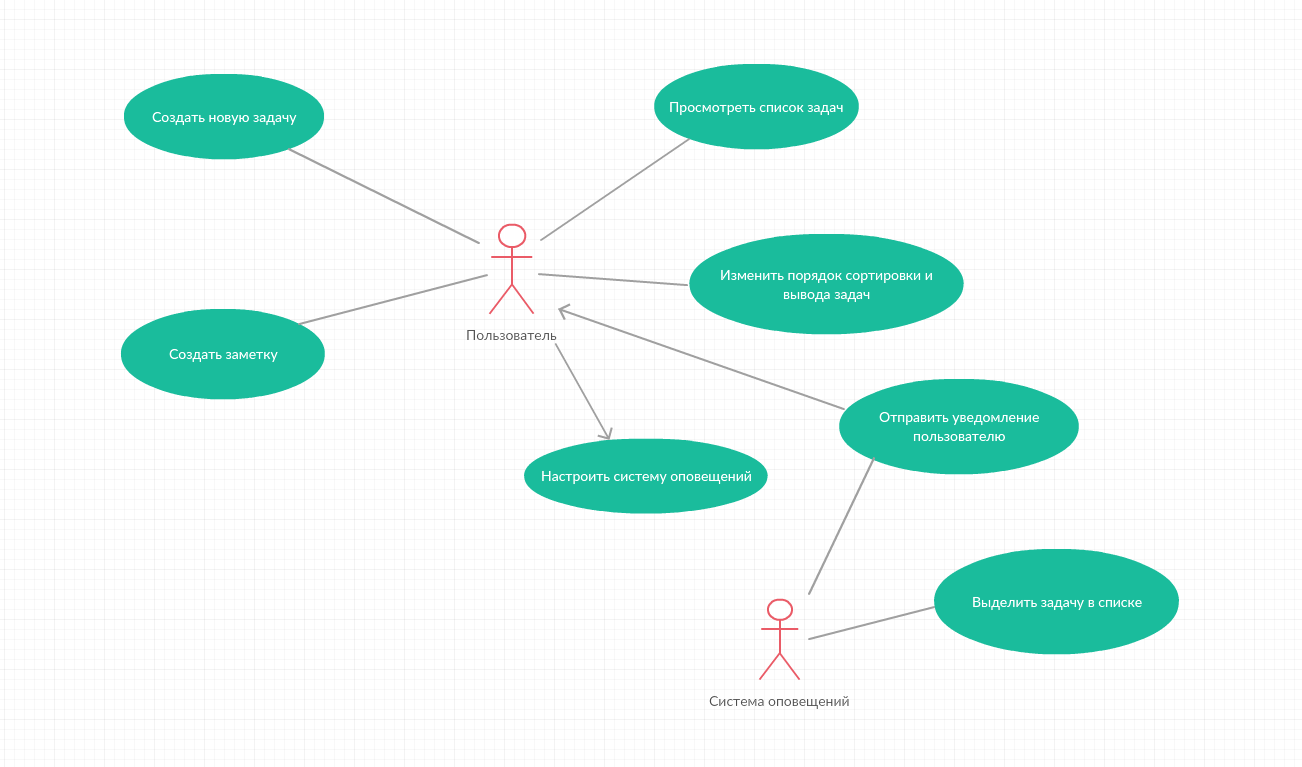 Создать новую задачу
Просмотреть список задач
Изменить порядок сортировки и
вывода задач
Пользователь
Создать заметку
Отправить уведомление
пользователю
Настроить систему оповещений
Выделить задачу в списке
Система оповещений